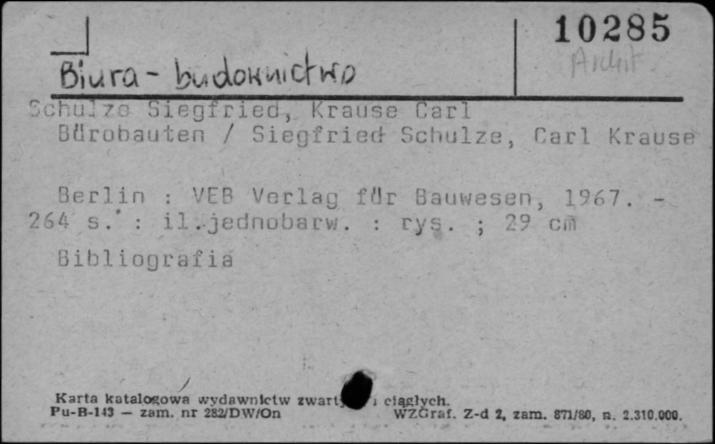 10285
Archit.
Biura - budownictwo
Schulze Siegfried, Krause Carl
Bürobauten / Siegfried Schulze, Carl Krause
Berlin : VEB Verlag für Bauwesen, 1967. -
264 s. : il.jednobarw. : rys. ; 29 cm
Bibliografia
Karta katalogowa wydawnictw ciągłych.
Pu-B-143 — zam. nr 282/DW/On WZGraf. Z-d 2, zam. 871/80, n. 2.310.000.